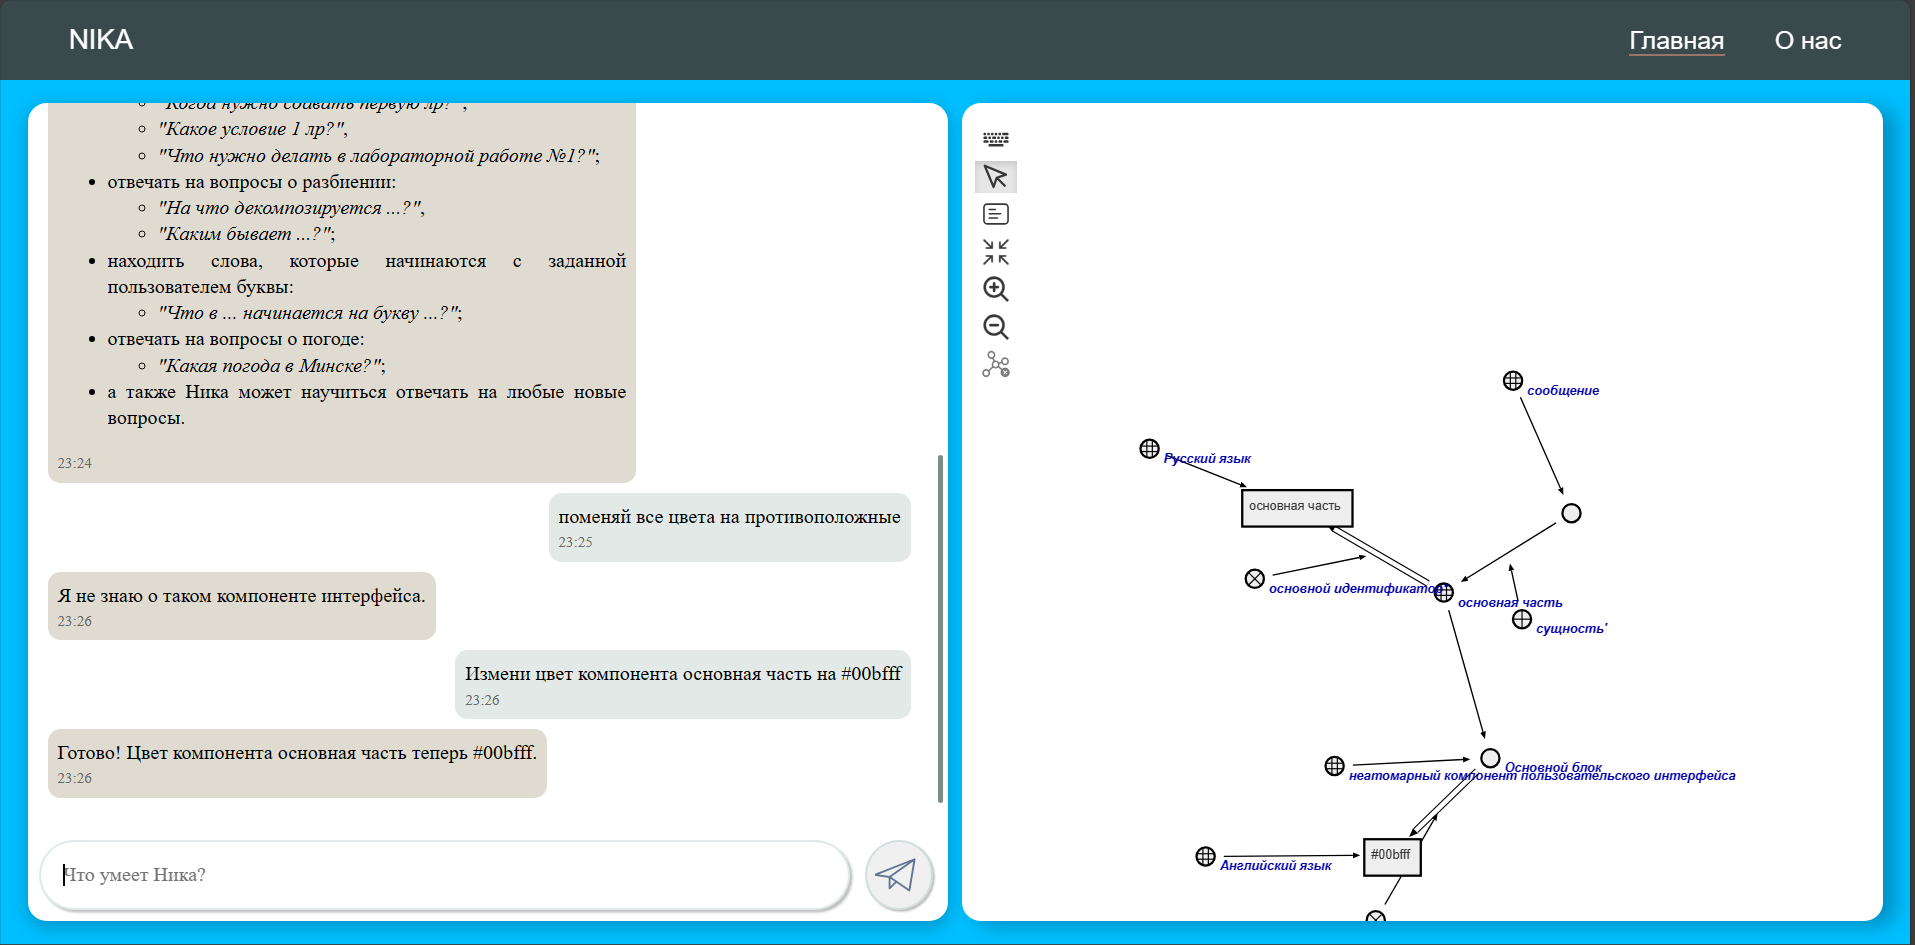 NIKA
Главная
О нас
"Когда нужно сдавать первую лр?",
"Какое условие 1 лр?",
"Что нужно делать в лабораторной работе №1?";
отвечать на вопросы о разбиении:
"На что декомпозируется ...?",
"Каким бывает ...?";
находить слова, которые начинаются с заданной
пользователем буквы:
"Что в ... начинается на букву ...?";
отвечать на вопросы о погоде:
"Какая погода в Минске?";
а также Ника может научиться отвечать на любые новые
вопросы.
23:24
поменяй все цвета на противоположные
23:25
Я не знаю о таком компоненте интерфейса.
23:26
Измени цвет компонента основная часть на #00bfff
23:26
Готово! Цвет компонента основная часть теперь #00bfff.
23:26
Что умеет Ника?
сообщение
Русский язык
основная часть
основной идентификатор
основная часть
сущность'
Основной блок
неатомарный компонент пользовательского интерфейса
#00bfff
Английский язык